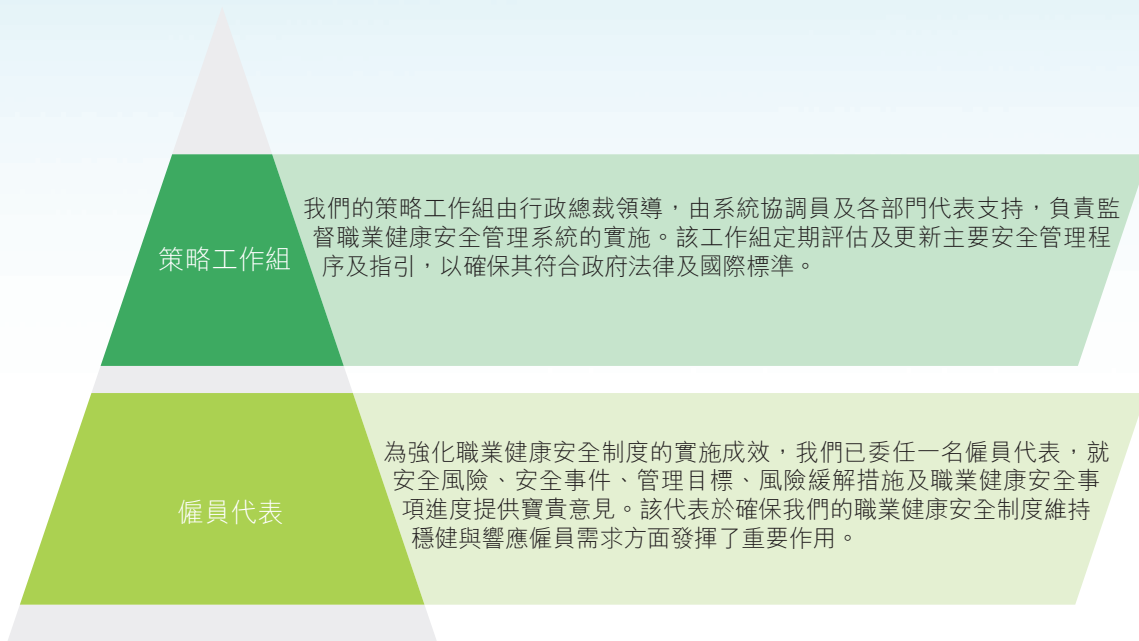 策略工作組
我們的策略工作組由行政總裁領導，由系統協調員及各部門代表支持，負責監
督職業健康安全管理系統的實施。該工作組定期評估及更新主要安全管理程
序及指引，以確保其符合政府法律及國際標準。
僱員代表
為強化職業健康安全制度的實施成效，我們已委任一名僱員代表，就
安全風險、安全事件、管理目標、風險緩解措施及職業健康安全事
項進度提供寶貴意見。該代表於確保我們的職業健康安全制度維持
穩健與響應僱員需求方面發揮了重要作用。